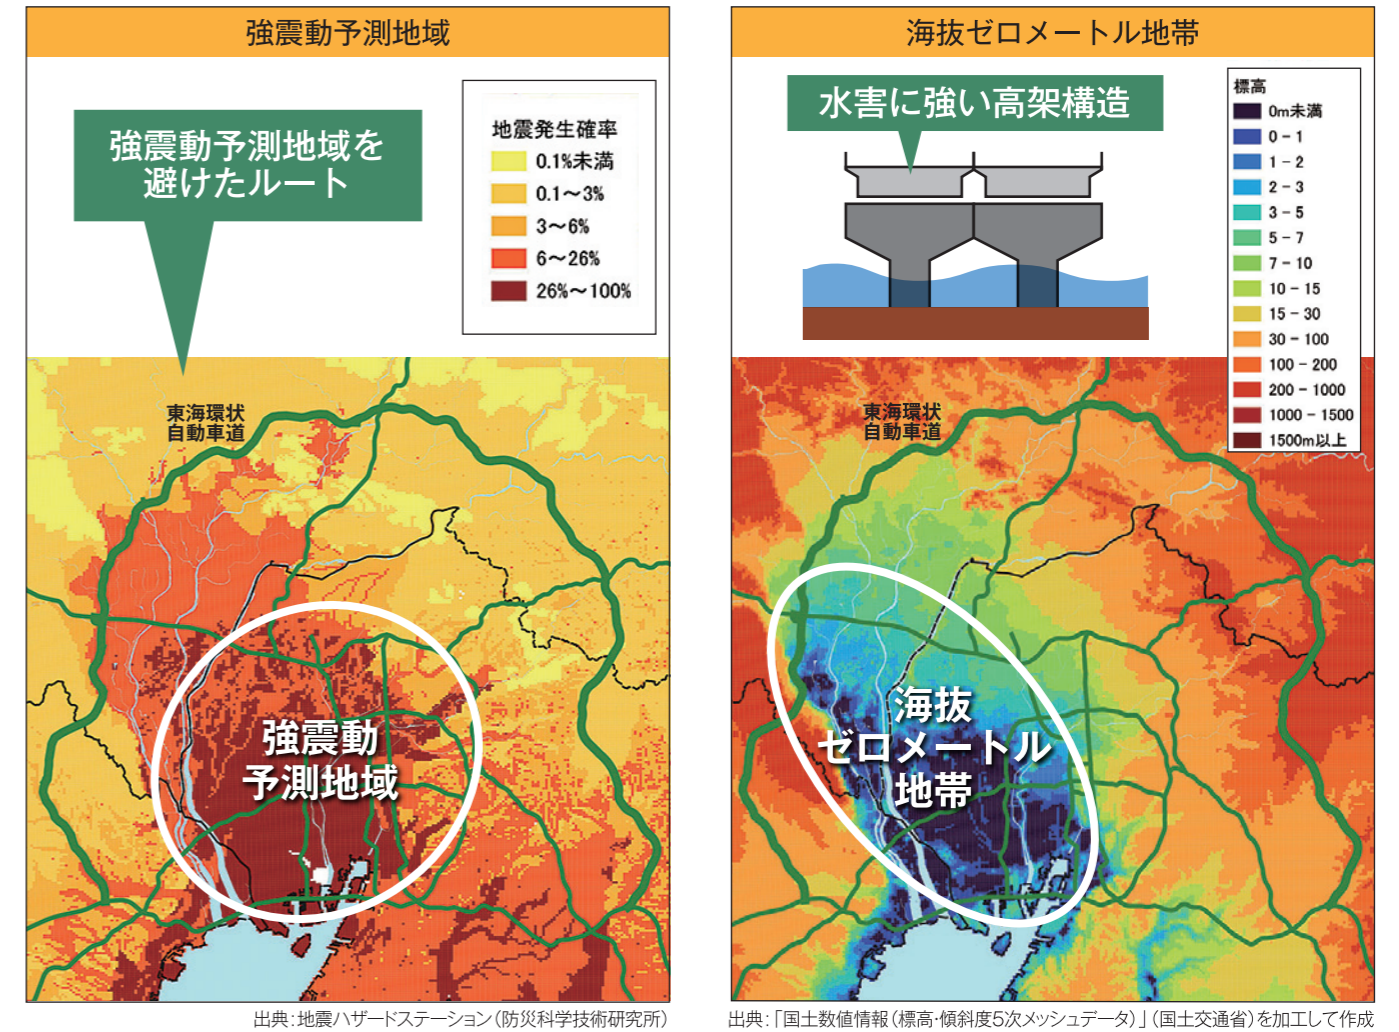 強震動予測地域
強震動予測地域を
避けたルート
地震発生確率
0.1%未満
0.1～3%
3～6%
6～26%
26%～100%
東海環状
自動車道
強震動
予測地域
出典：地震ハザードステーション（防災科学技術研究所）
海抜ゼロメートル地帯
水害に強い高架構造
標高
0m未満
0 - 1
1 - 2
2 - 3
3 - 5
5 - 7
7 - 10
10 - 15
15 - 30
30 - 100
100 - 200
200 - 1000
1000 - 1500
1500m以上
東海環状
自動車道
海抜
ゼロメートル
地帯
出典：「国土数値情報（標高・傾斜度5次メッシュデータ）」（国土交通省）を加工して作成